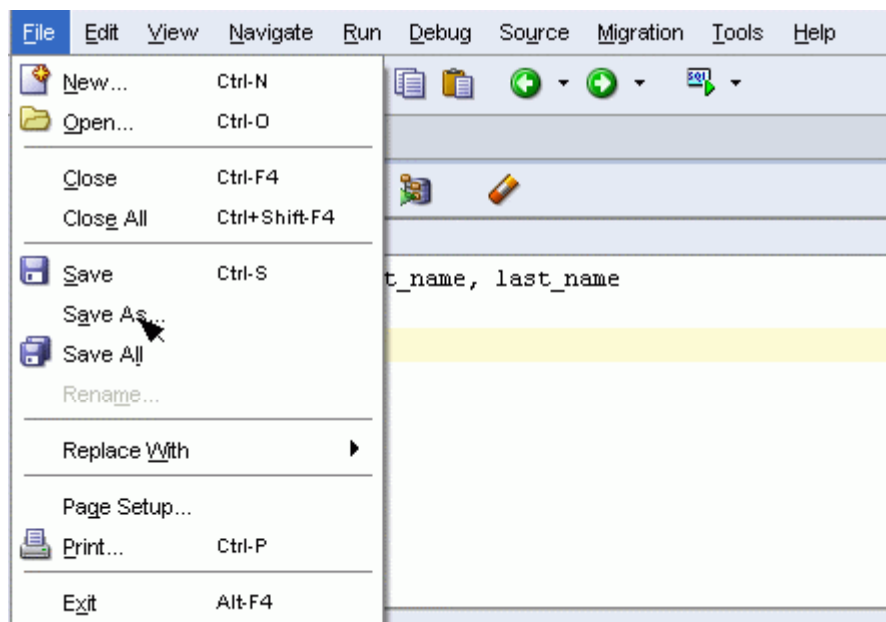 File Edit View Navigate Run Debug Source Migration Tools Help
New... Ctrl-N
SQL
Open... Ctrl-O
Close Ctrl-F4
Close All Ctrl+Shift-F4
Save Ctrl-S
t_name, last_name
Save As...
Save All
Rename...
Replace With
Page Setup...
Print... Ctrl-P
Exit Alt-F4